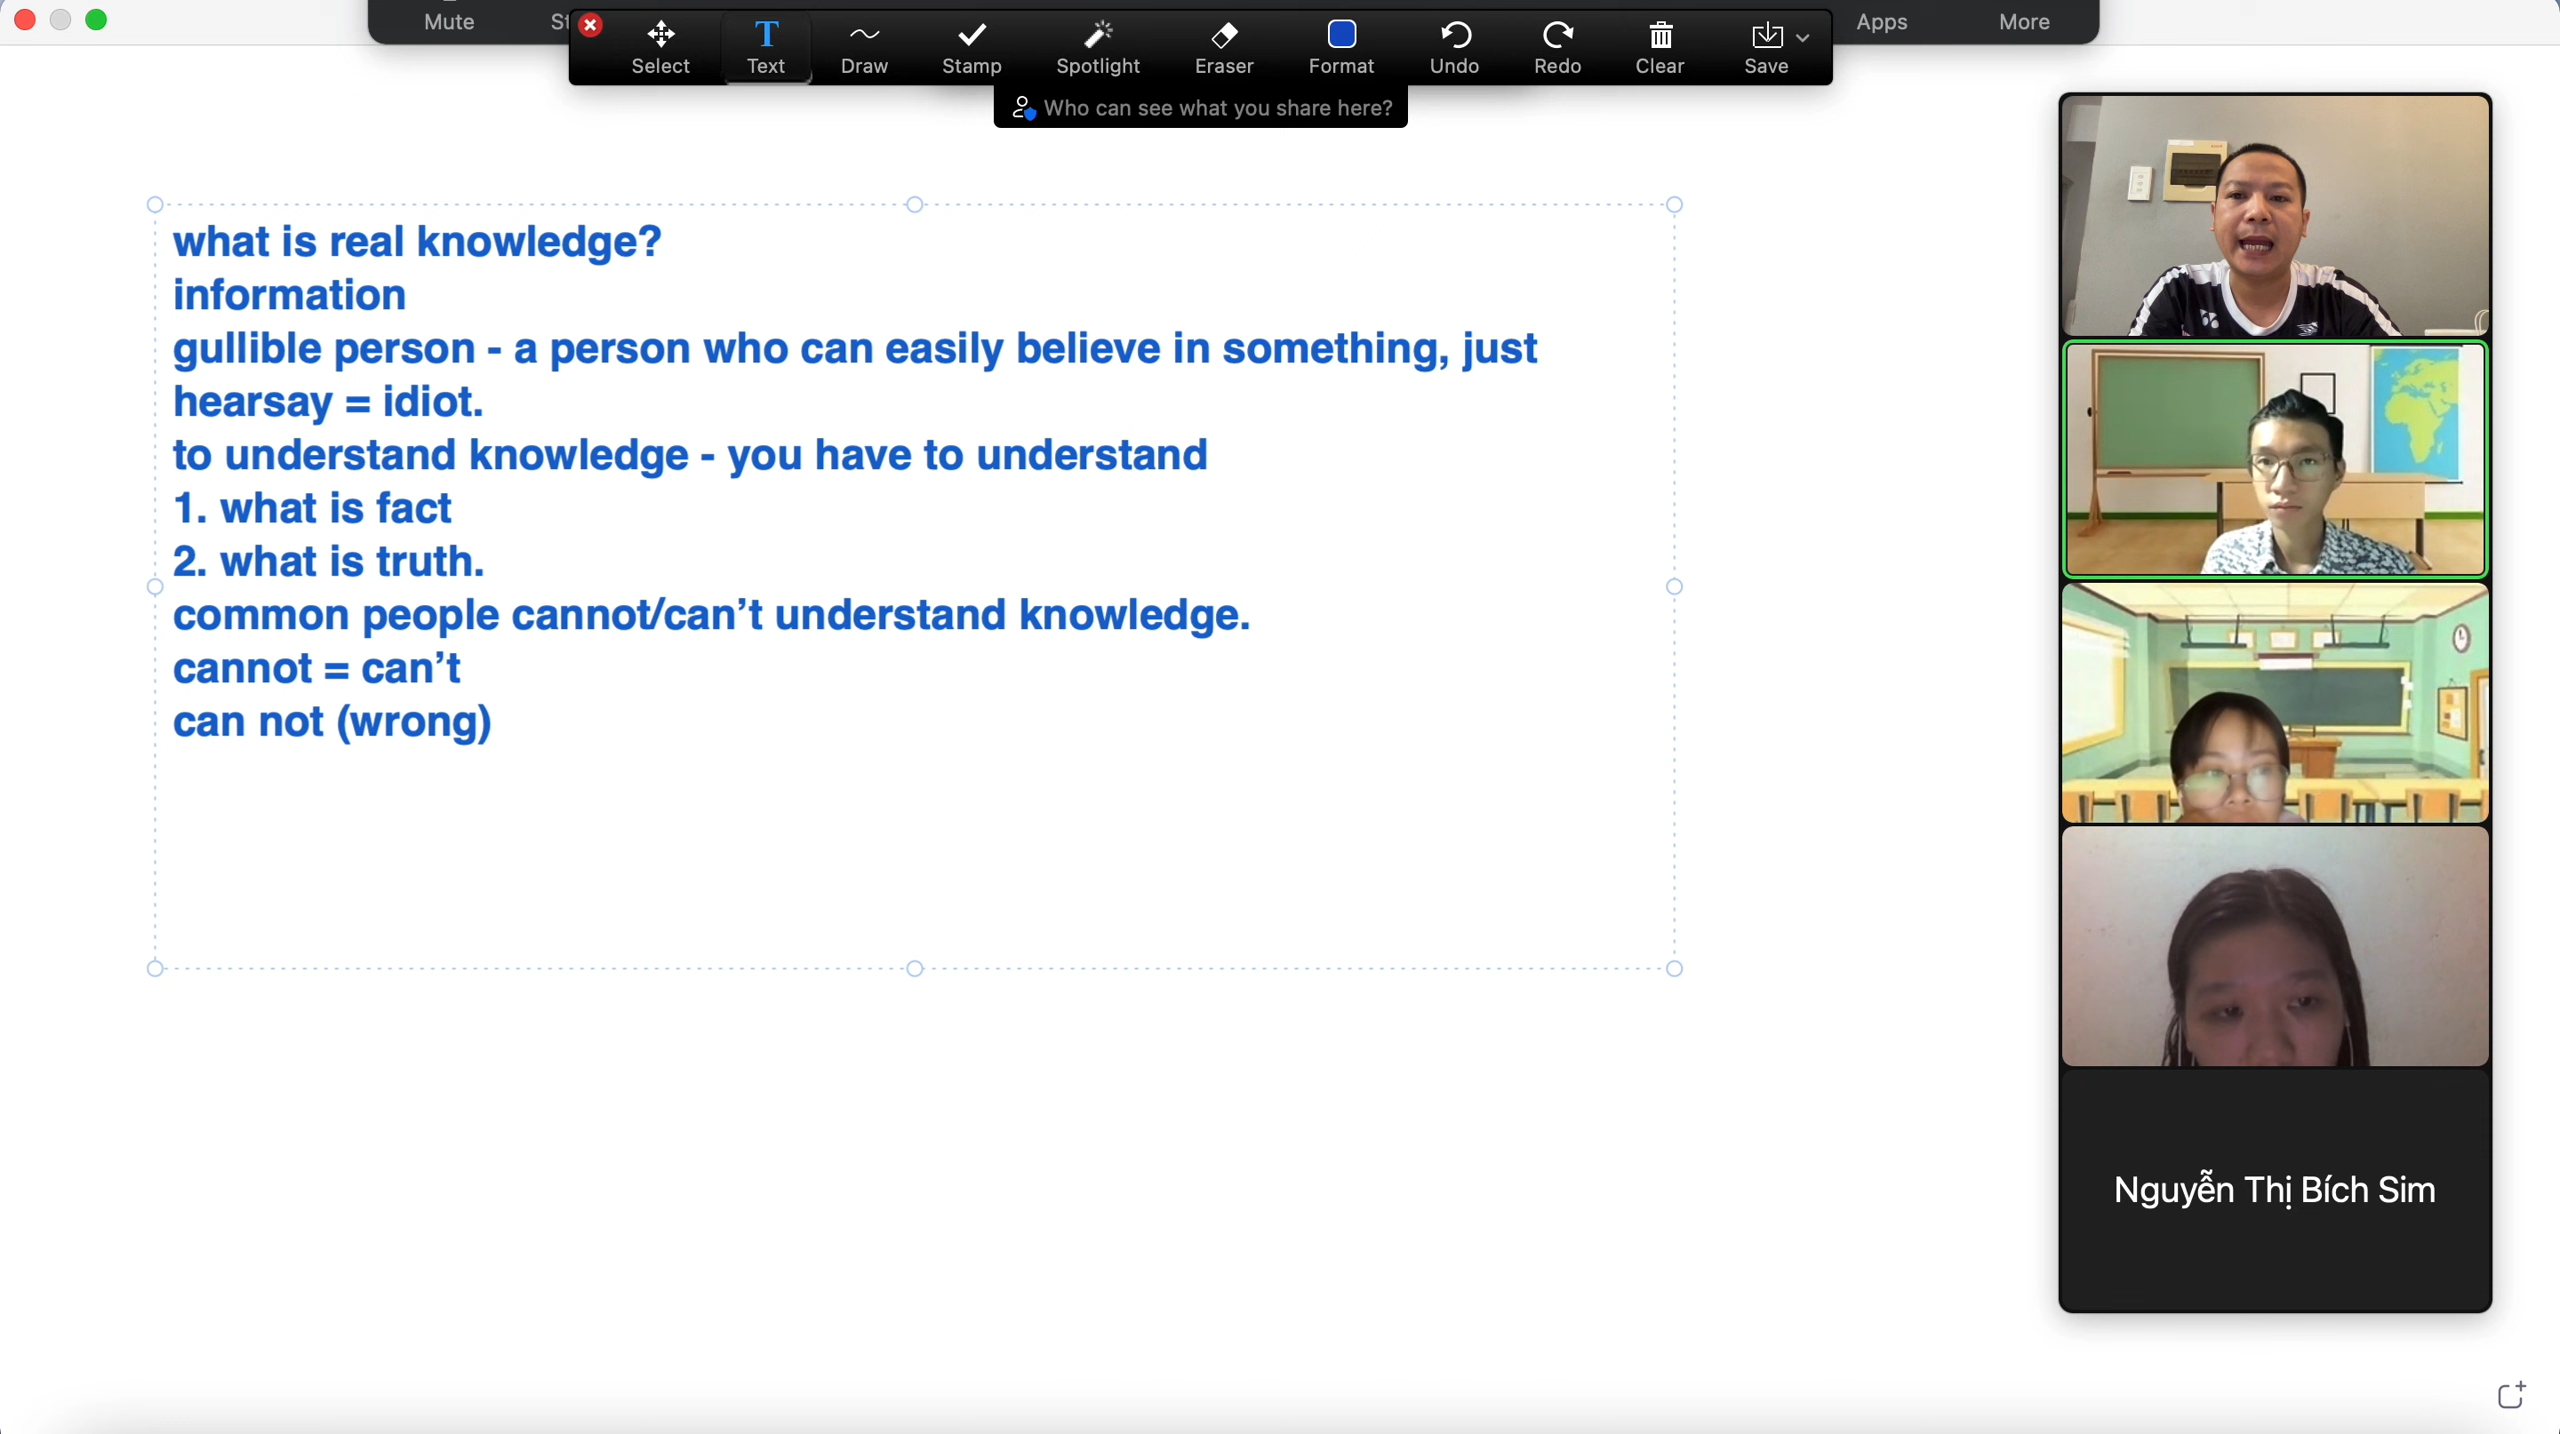 Mute
Select
Text
Draw
Stamp
Spotlight
Eraser
Format
Undo
Redo
Clear
Save
Apps
More
Who can see what you share here?
what is real knowledge?
information
gullible person - a person who can easily believe in something, just
hearsay = idiot.
to understand knowledge - you have to understand
1. what is fact
2. what is truth.
common people cannot/can’t understand knowledge.
cannot = can’t
can not (wrong)
Nguyễn Thị Bích Sim